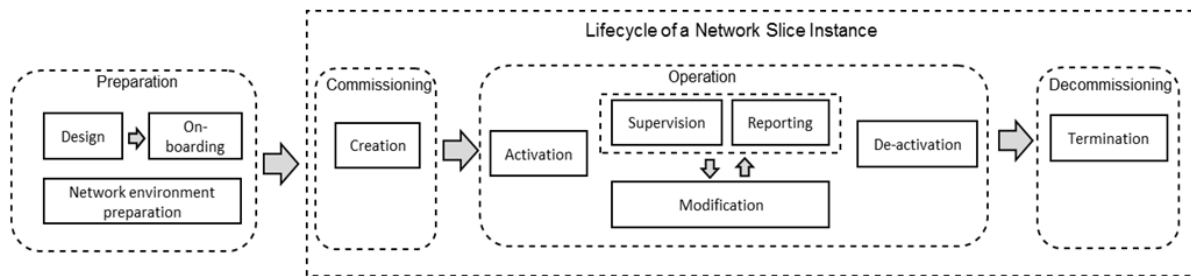 Lifecycle of a Network Slice Instance
Preparation
Design
On-
boarding
Network environment
preparation
Commissioning
Creation
Operation
Activation
Supervision
Reporting
Modification
De-activation
Decommissioning
Termination